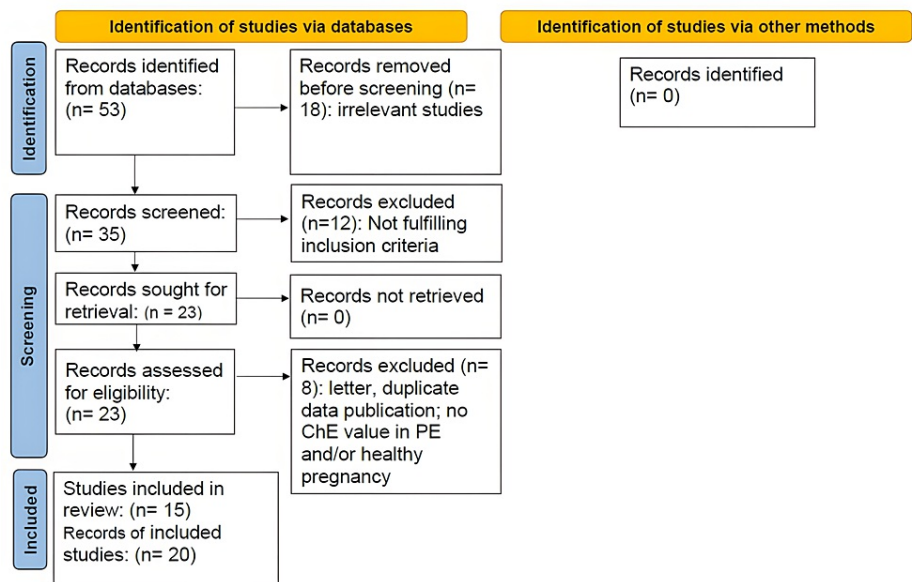 Identification of studies via databases
Identification of studies via other methods
Identification
Records identified
from databases:
(n= 53)
Records removed
before screening (n=
18): irrelevant studies
Records identified
(n= 0)
Screening
Records screened:
(n= 35)
Records excluded
(n=12): Not fulfilling
inclusion criteria
Records sought for
retrieval: (n = 23)
Records not retrieved
(n= 0)
Records assessed
for eligibility:
(n= 23)
Records excluded (n=
8): letter, duplicate
data publication; no
ChE value in PE
and/or healthy
pregnancy
Included
Studies included in
review: (n= 15)
Records of included
studies: (n= 20)